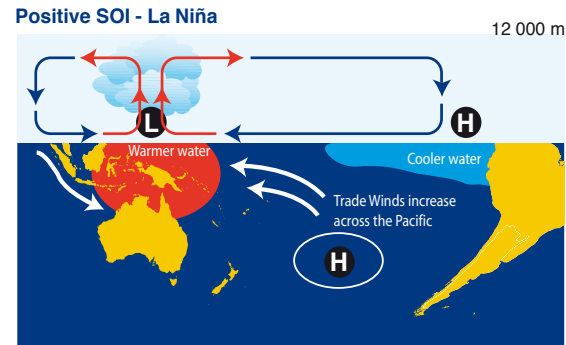 Positive SOI - La Niña
12 000 m
L
H
Warmer water
Cooler water
Trade Winds increase
across the Pacific
H